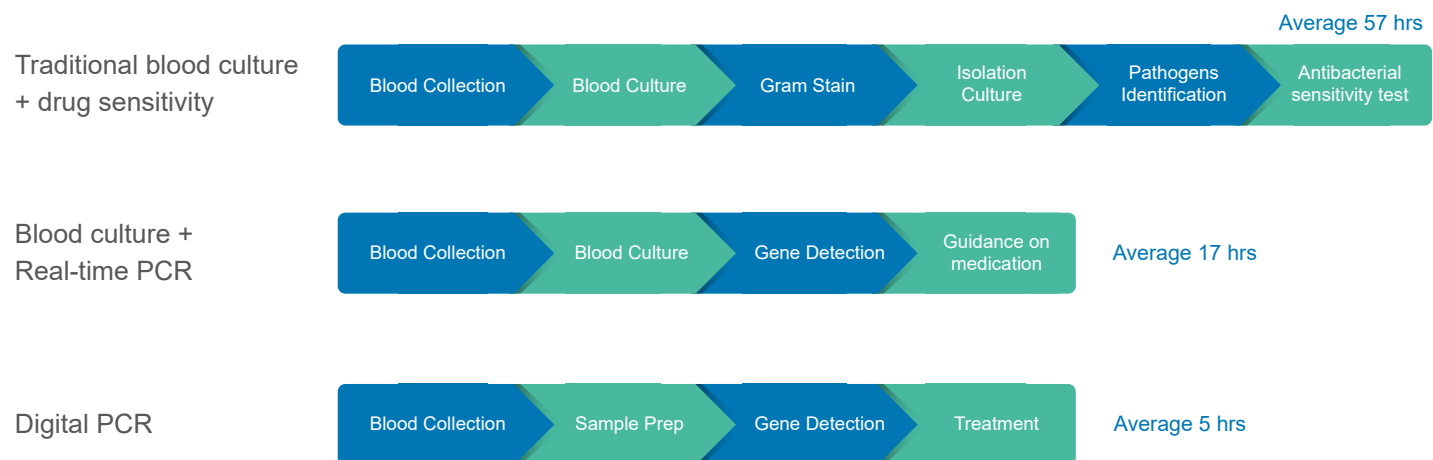 Average 57 hrs
Traditional blood culture
+ drug sensitivity
Blood Collection
Blood Culture
Gram Stain
Isolation
Culture
Pathogens
Identification
Antibacterial
sensitivity test
Blood culture +
Real-time PCR
Blood Collection
Blood Culture
Gene Detection
Guidance on
medication
Average 17 hrs
Digital PCR
Blood Collection
Sample Prep
Gene Detection
Treatment
Average 5 hrs